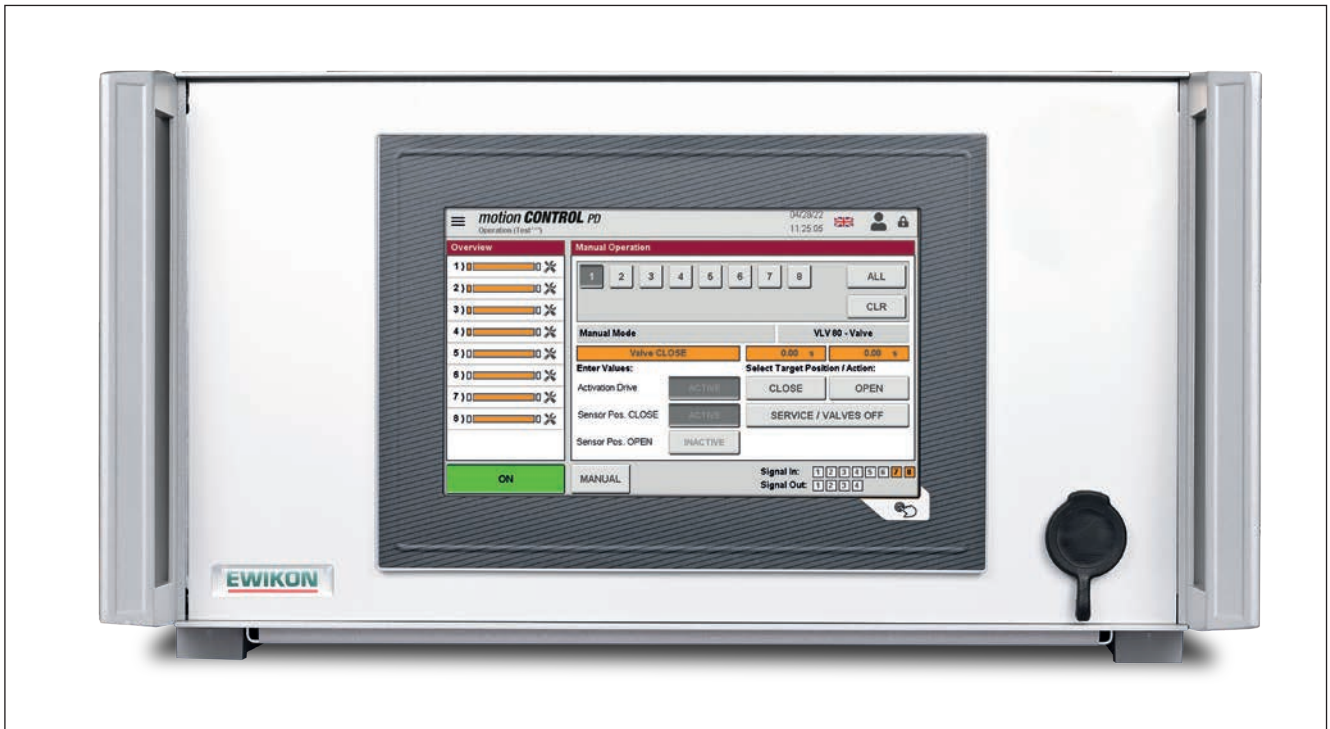 motion CONTROL PD
Operation (Test***)
04/28/22
11:25:05
Overview
1)
2)
3)
4)
5)
6)
7)
8)
Manual Operation
1 2 3 4 5 6 7 8
ALL
CLR
Manual Mode
VLV 80 - Valve
Valve CLOSE
0.00 s
0.00 s
Enter Values:
Select Target Position / Action:
Activation Drive
ACTIVE
CLOSE
OPEN
Sensor Pos. CLOSE
ACTIVE
SERVICE / VALVES OFF
Sensor Pos. OPEN
INACTIVE
ON
MANUAL
Signal In: 1 2 3 4 5 6 7 8
Signal Out: 1 2 3 4
EWIKON